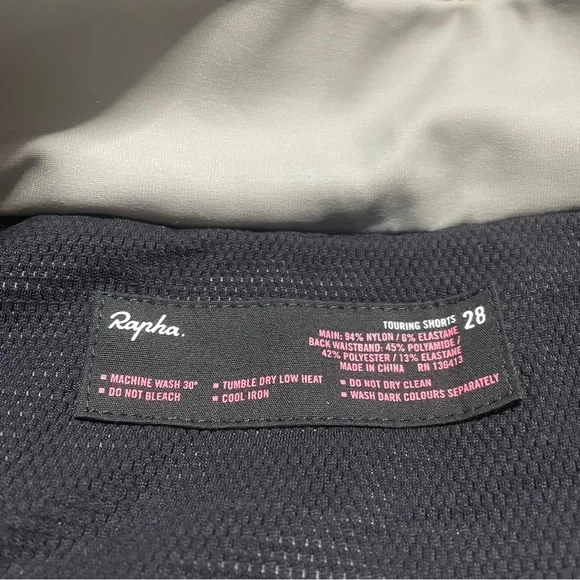 Rapha.
TOURING SHORTS 28
MAIN: 94% NYLON / 6% ELASTANE
BACK WAISTBAND: 45% POLYAMIDE /
42% POLYESTER / 13% ELASTANE
MADE IN CHINA RN 136413
▪ MACHINE WASH 30° ▪ TUMBLE DRY LOW HEAT ▪ DO NOT DRY CLEAN
▪ DO NOT BLEACH ▪ COOL IRON ▪ WASH DARK COLOURS SEPARATELY